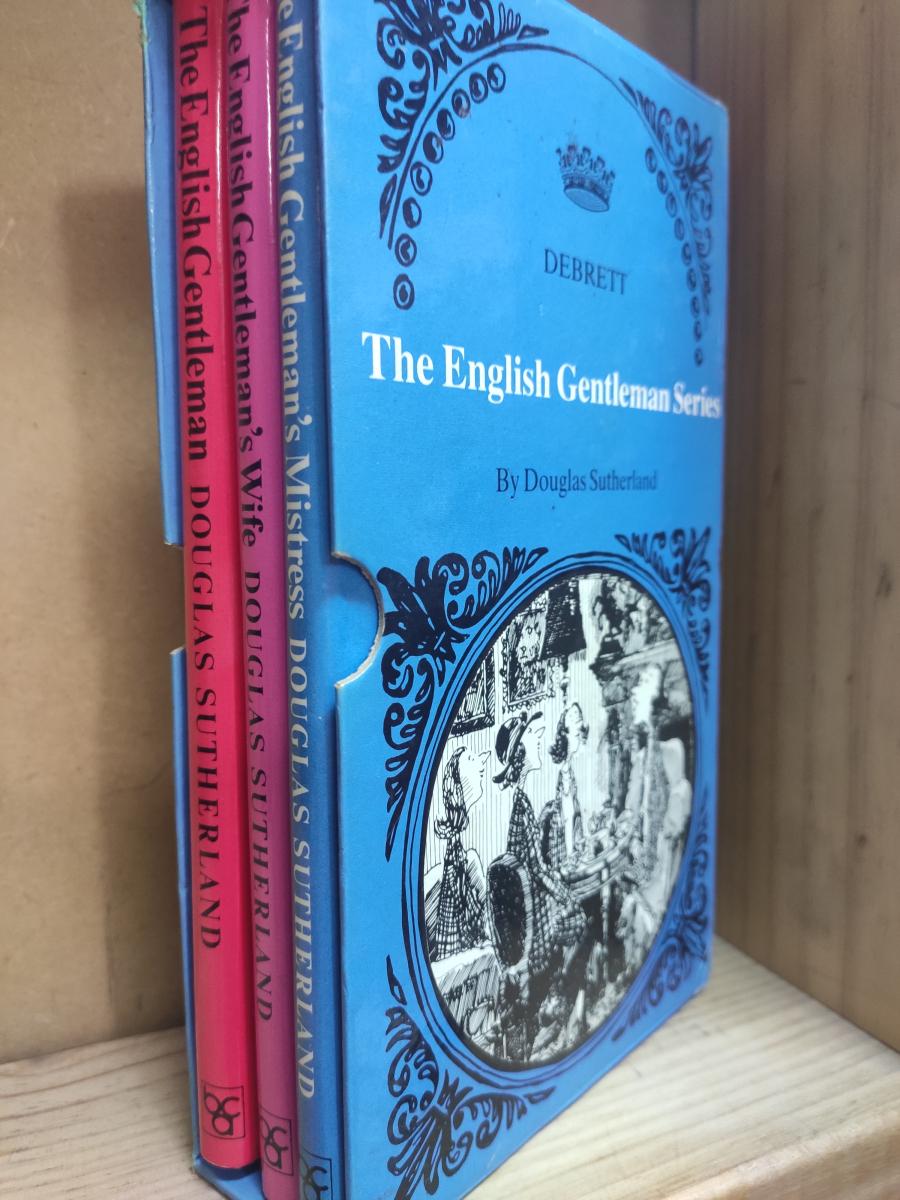 The English Gentleman DOUGLAS SUTHERLAND
The English Gentleman's Wife DOUGLAS SUTHERLAND
English Gentleman's Mistress DOUGLAS SUTHERLAND
DEBRETT
The English Gentleman Series
By Douglas Sutherland